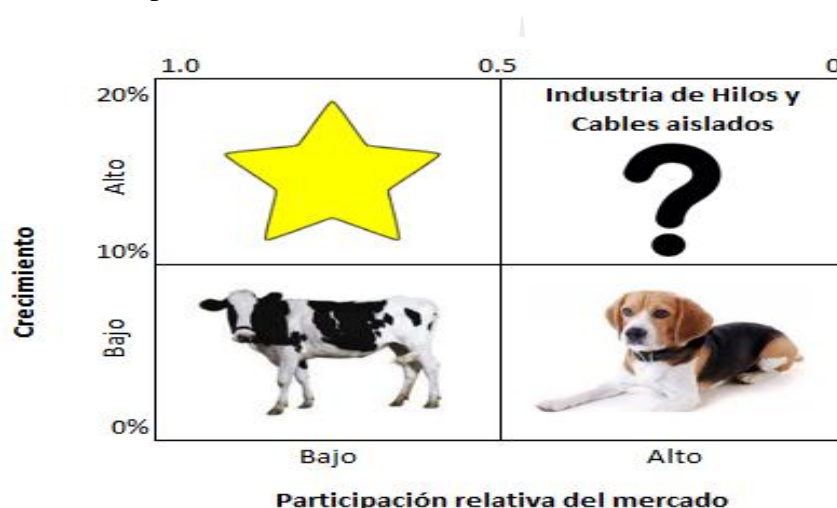 1.0 0.5 0
20%
Industria de Hilos y
Cables aislados
?
Alto
10%
Crecimiento
Bajo
0%
Bajo Alto
Participación relativa del mercado